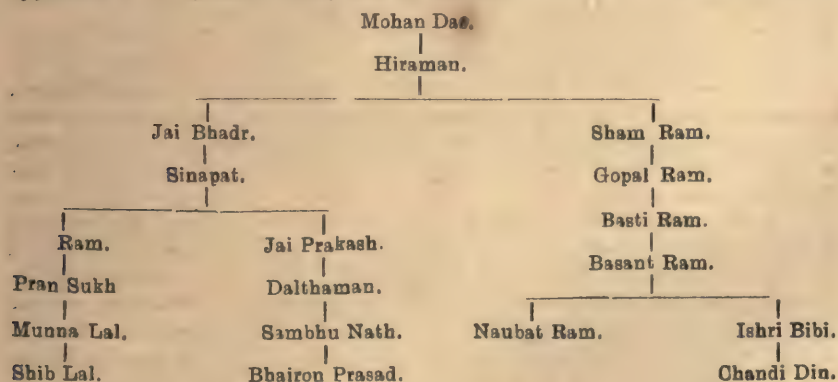 Mohan Das.
Hiraman.
Jai Bhadr. Sham Ram.
Sinapat. Gopal Ram.
Basti Ram.
Ram. Jai Prakash.
Basant Ram.
Pran Sukh Dalthaman.
Munna Lal. Sambhu Nath. Naubat Ram. Ishri Bibi.
Shib Lal. Bhairon Prasad. Chandi Din.